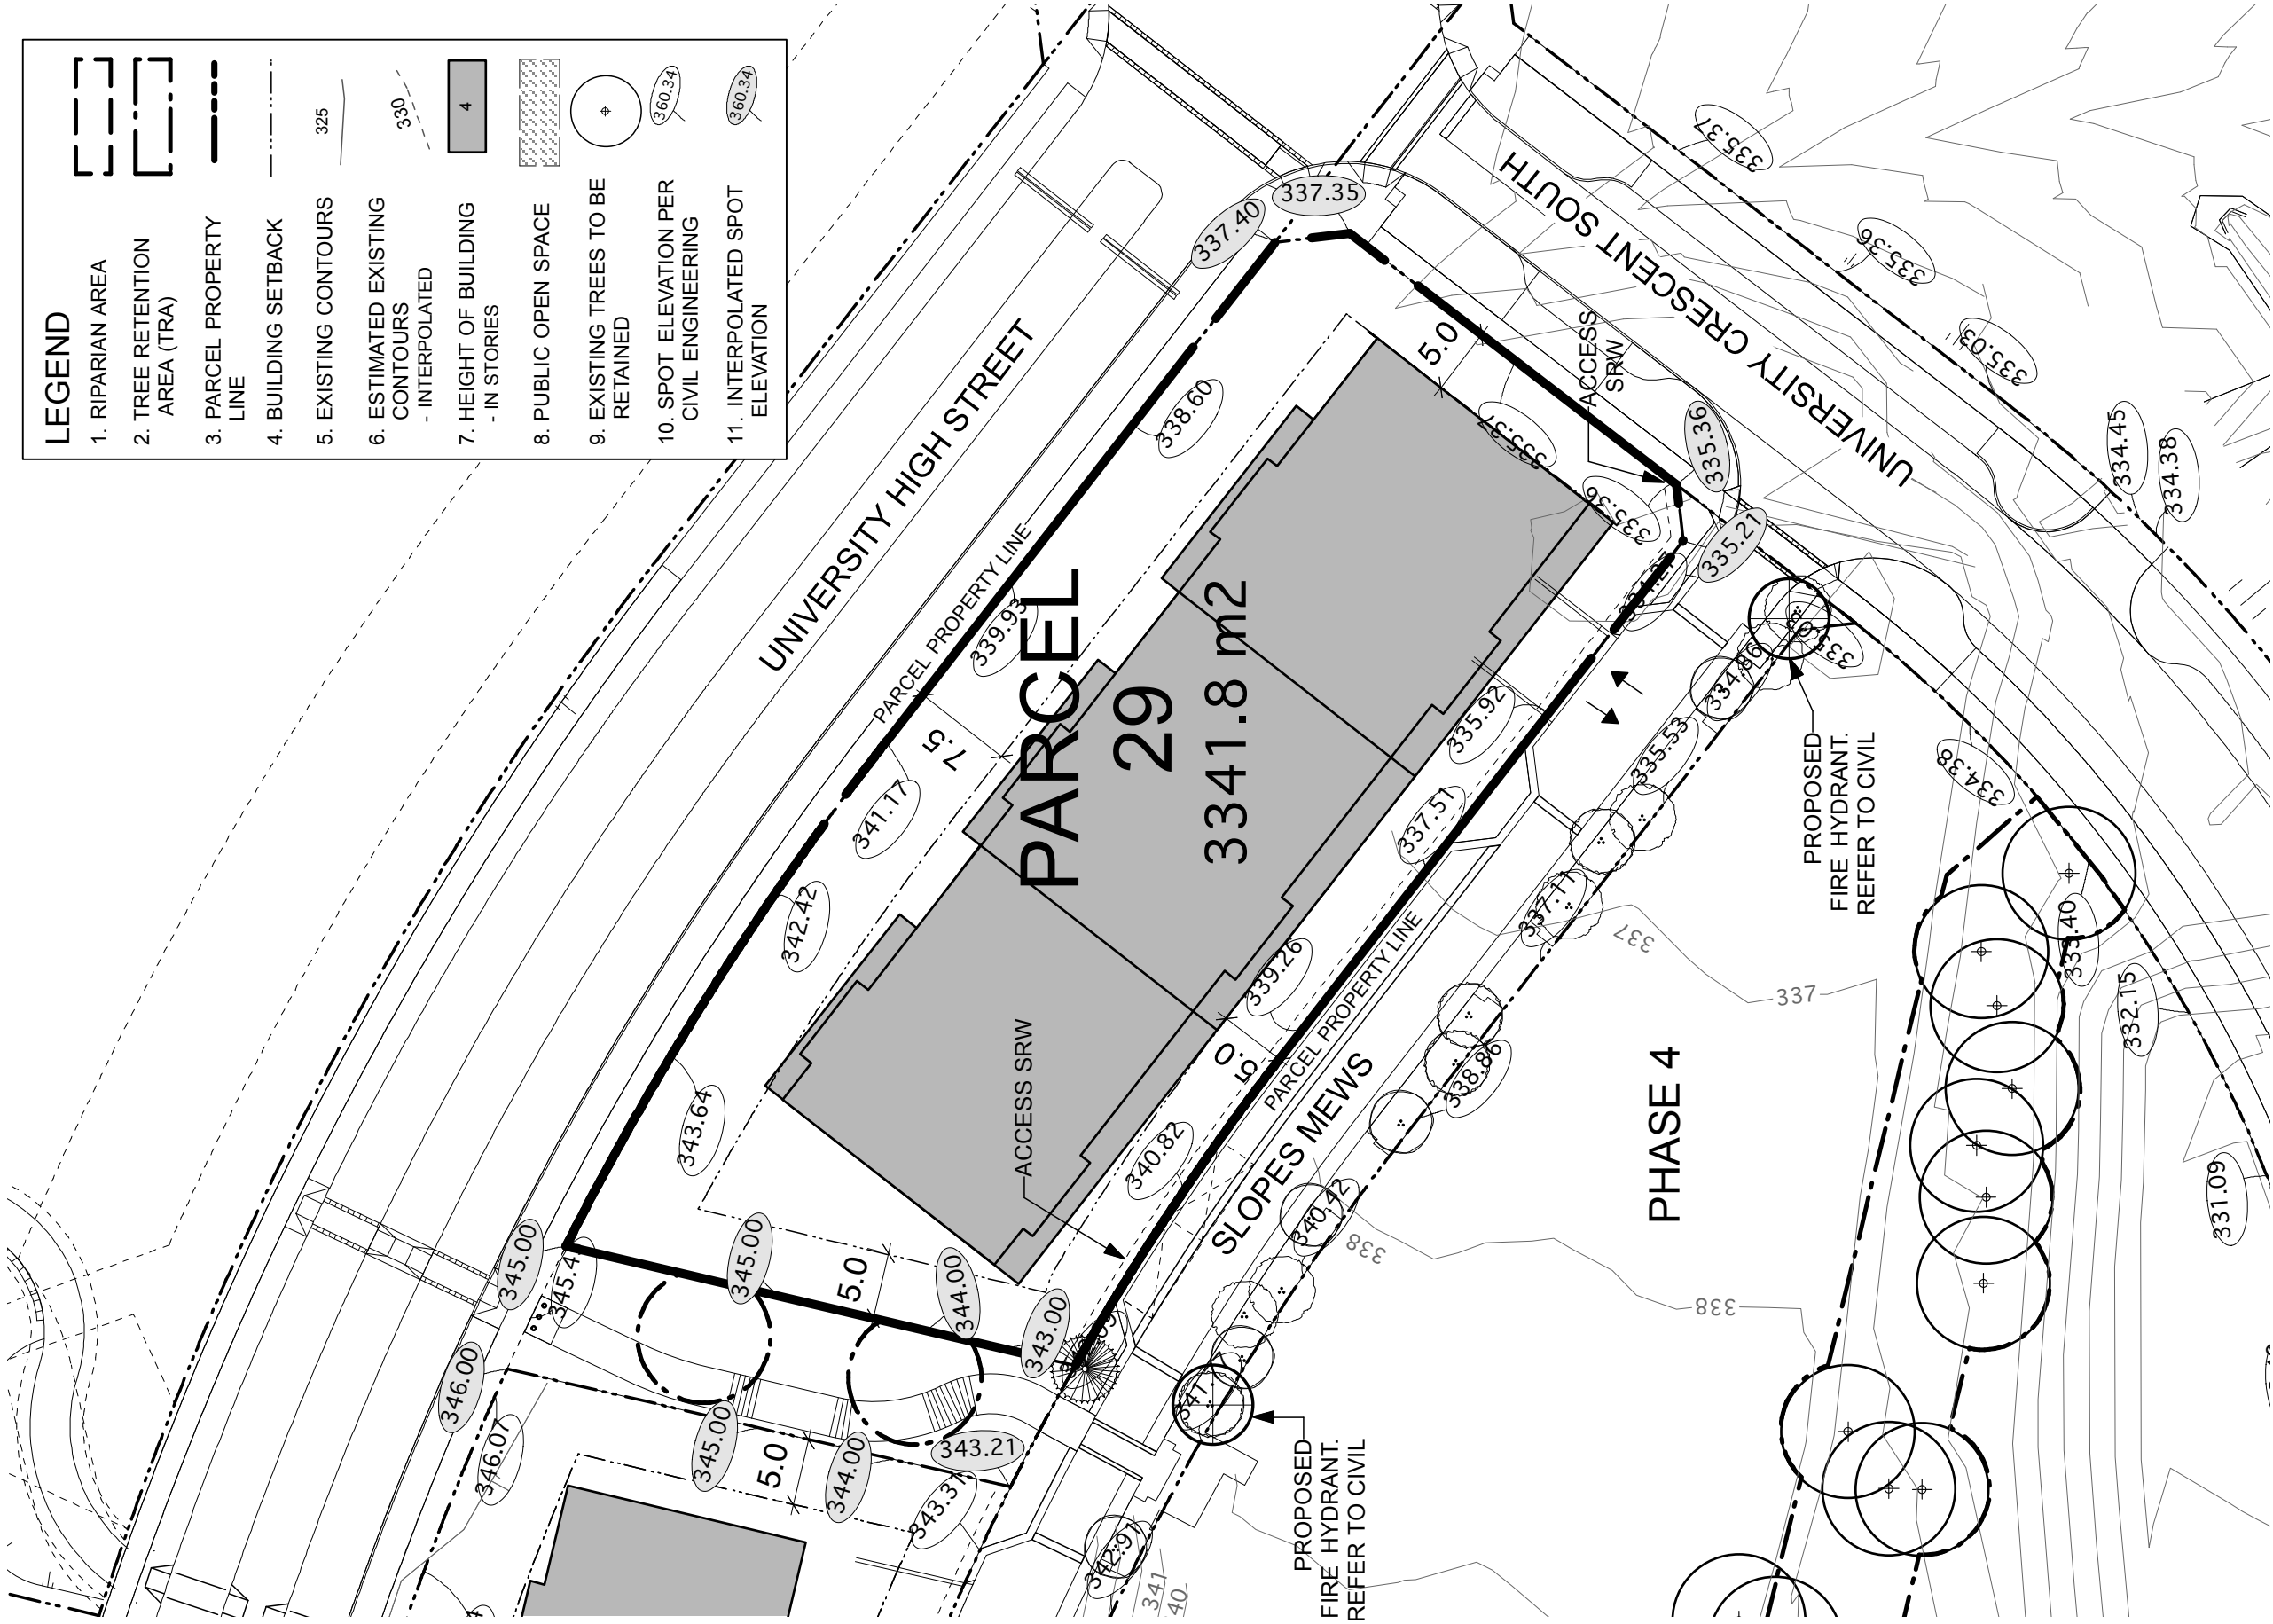 LEGEND
1. RIPARIAN AREA
2. TREE RETENTION
AREA (TRA)
3. PARCEL PROPERTY
LINE
4. BUILDING SETBACK
5. EXISTING CONTOURS
325
6. ESTIMATED EXISTING
CONTOURS
- INTERPOLATED
330
7. HEIGHT OF BUILDING
- IN STORIES
4
8. PUBLIC OPEN SPACE
9. EXISTING TREES TO BE
RETAINED
10. SPOT ELEVATION PER
CIVIL ENGINEERING
360.34
11. INTERPOLATED SPOT
ELEVATION
360.34
UNIVERSITY HIGH STREET
PARCEL PROPERTY LINE
PARCEL
29
3341.8 m2
UNIVERSITY CRESCENT SOUTH
ACCESS
SRW
ACCESS SRW
PARCEL PROPERTY LINE
SLOPES MEWS
PHASE 4
PROPOSED
FIRE HYDRANT.
REFER TO CIVIL
PROPOSED
FIRE HYDRANT.
REFER TO CIVIL
337.40
337.35
338.60
339.93
341.17
342.42
343.64
345.00
345.00
344.00
343.00
346.00
346.07
345.00
344.00
343.21
343.31
342.91
340.82
339.26
337.51
335.92
335.37
335.36
335.36
335.21
335.37
335.36
335.03
334.45
334.38
334.38
334.86
335.53
337.11
338.86
340.42
333.40
332.15
331.09
7.5
5.0
5.0
5.0
5.0
337
337
338
338
341